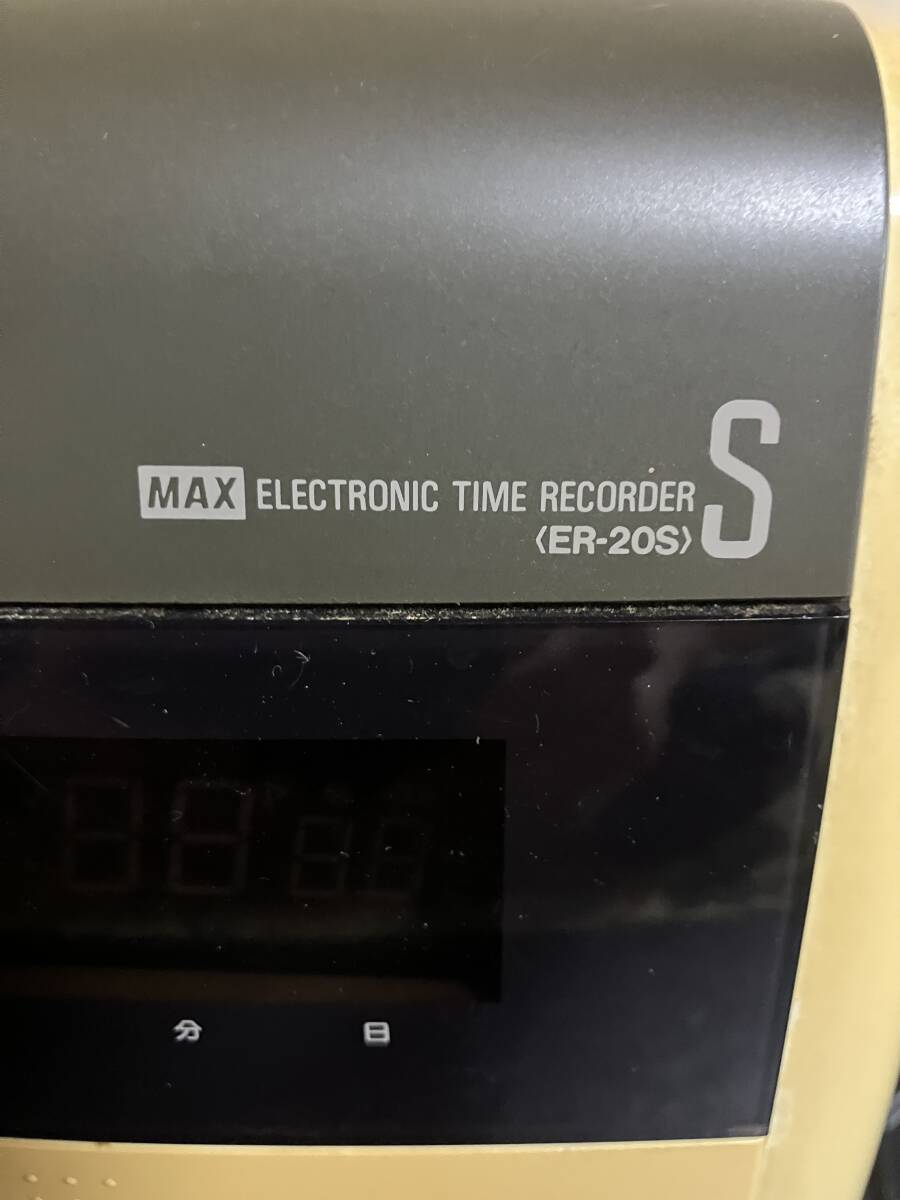 MAX ELECTRONIC TIME RECORDER S
〈ER-20S〉
分 日